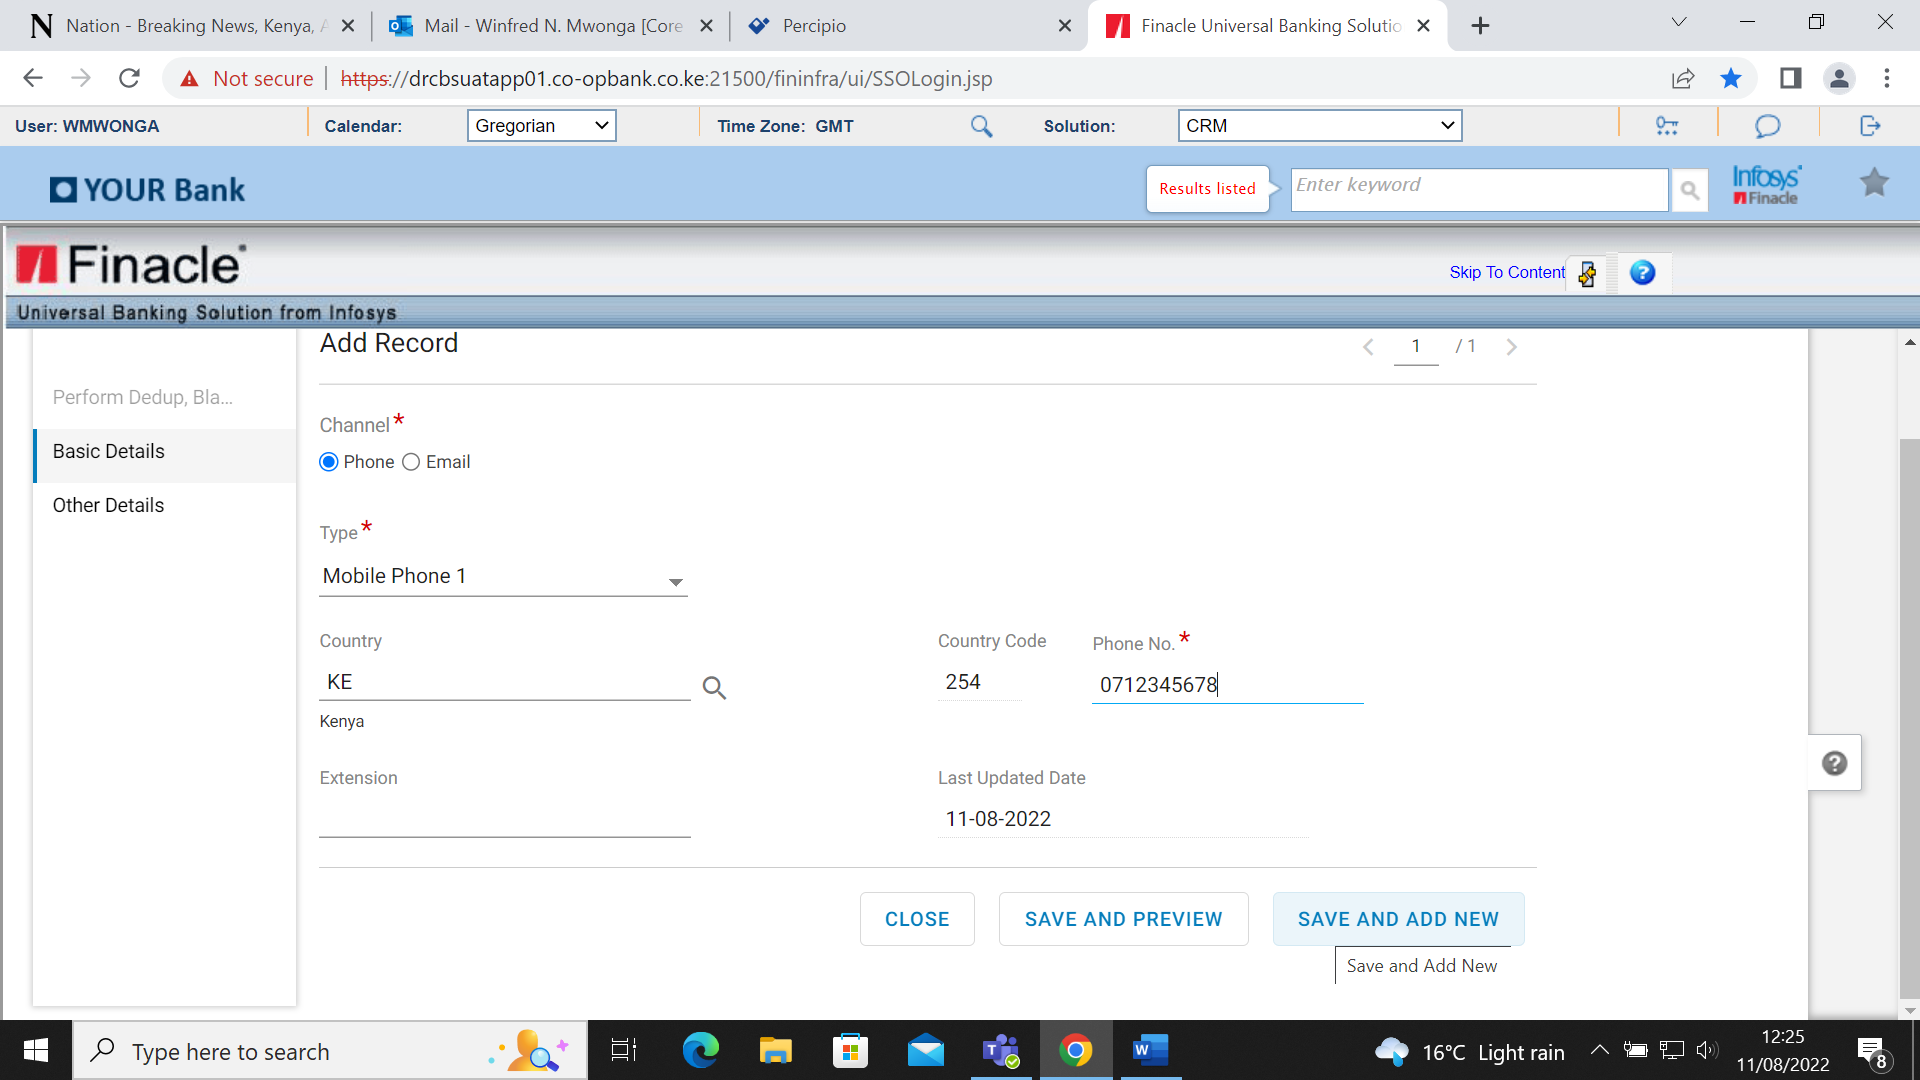 Nation - Breaking News, Kenya, A
Mail - Winfred N. Mwonga [Core
Percipio
Finacle Universal Banking Solutio
Not secure
https://drcbsuatapp01.co-opbank.co.ke:21500/fininfra/ui/SSOLogin.jsp
User: WMWONGA
Calendar:
Gregorian
Time Zone: GMT
Solution:
CRM
YOUR Bank
Results listed
Enter keyword
Infosys
Finacle
Finacle
Skip To Content
Universal Banking Solution from Infosys
Add Record
1 / 1
Perform Dedup, Bla...
Basic Details
Other Details
Channel*
Phone
Email
Type*
Mobile Phone 1
Country
KE
Kenya
Country Code
254
Phone No.*
0712345678
Extension
Last Updated Date
11-08-2022
CLOSE
SAVE AND PREVIEW
SAVE AND ADD NEW
Save and Add New
Type here to search
16°C Light rain
12:25
11/08/2022
8